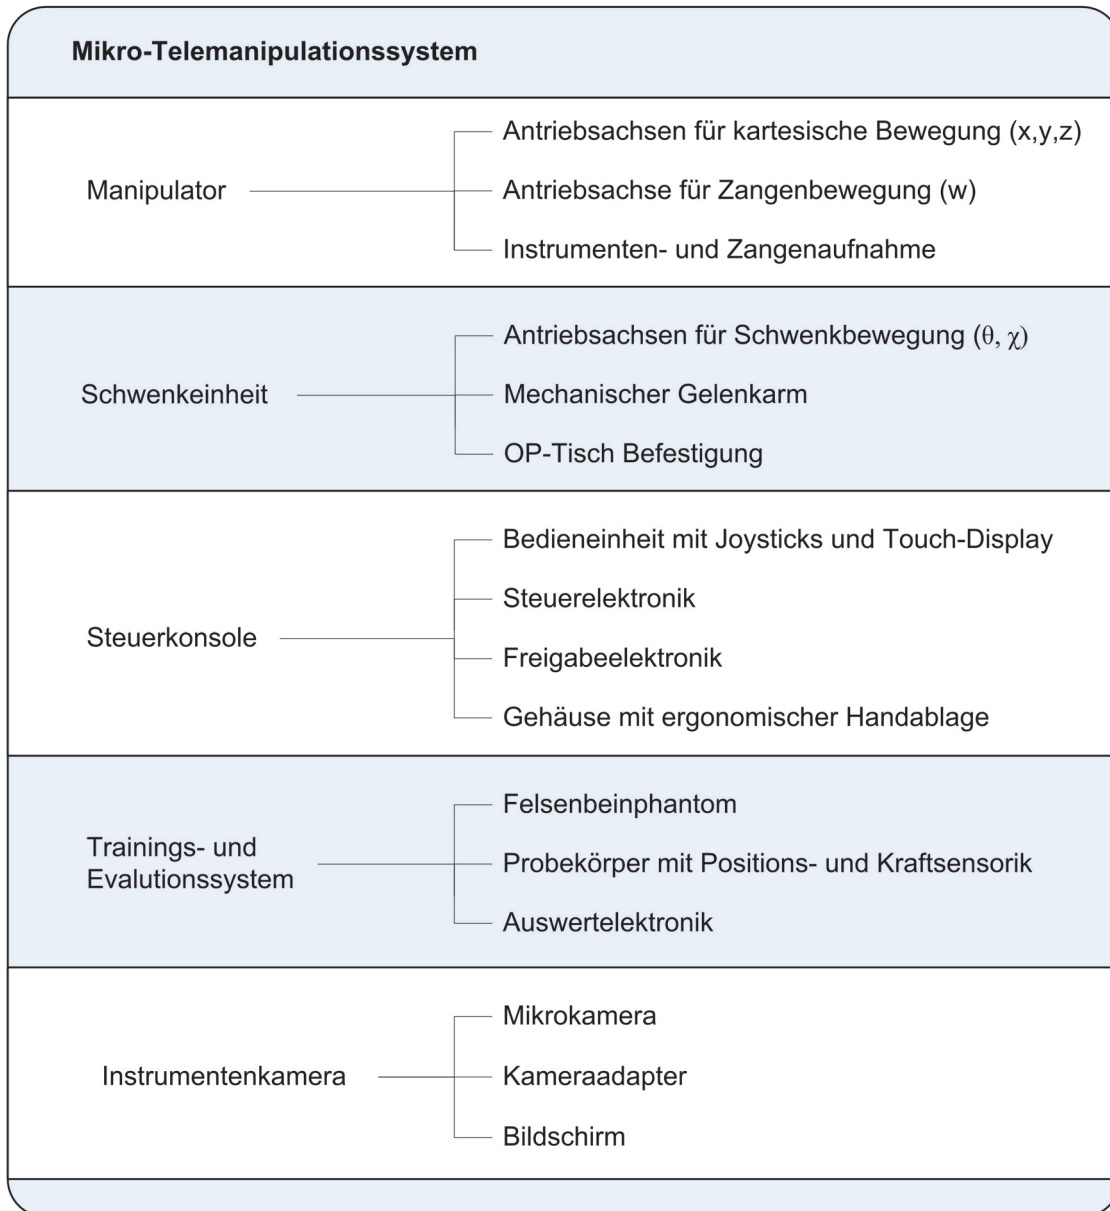 Mikro-Telemanipulationssystem
Manipulator
Antriebsachsen für kartesische Bewegung (x,y,z)
Antriebsachse für Zangenbewegung (w)
Instrumenten- und Zangenaufnahme
Schwenkeinheit
Antriebsachsen für Schwenkbewegung (θ, χ)
Mechanischer Gelenkarm
OP-Tisch Befestigung
Steuerkonsole
Bedieneinheit mit Joysticks und Touch-Display
Steuerelektronik
Freigabeelektronik
Gehäuse mit ergonomischer Handablage
Trainings- und
Evalutionssystem
Felsenbeinphantom
Probekörper mit Positions- und Kraftsensorik
Auswertelektronik
Instrumentenkamera
Mikrokamera
Kameraadapter
Bildschirm